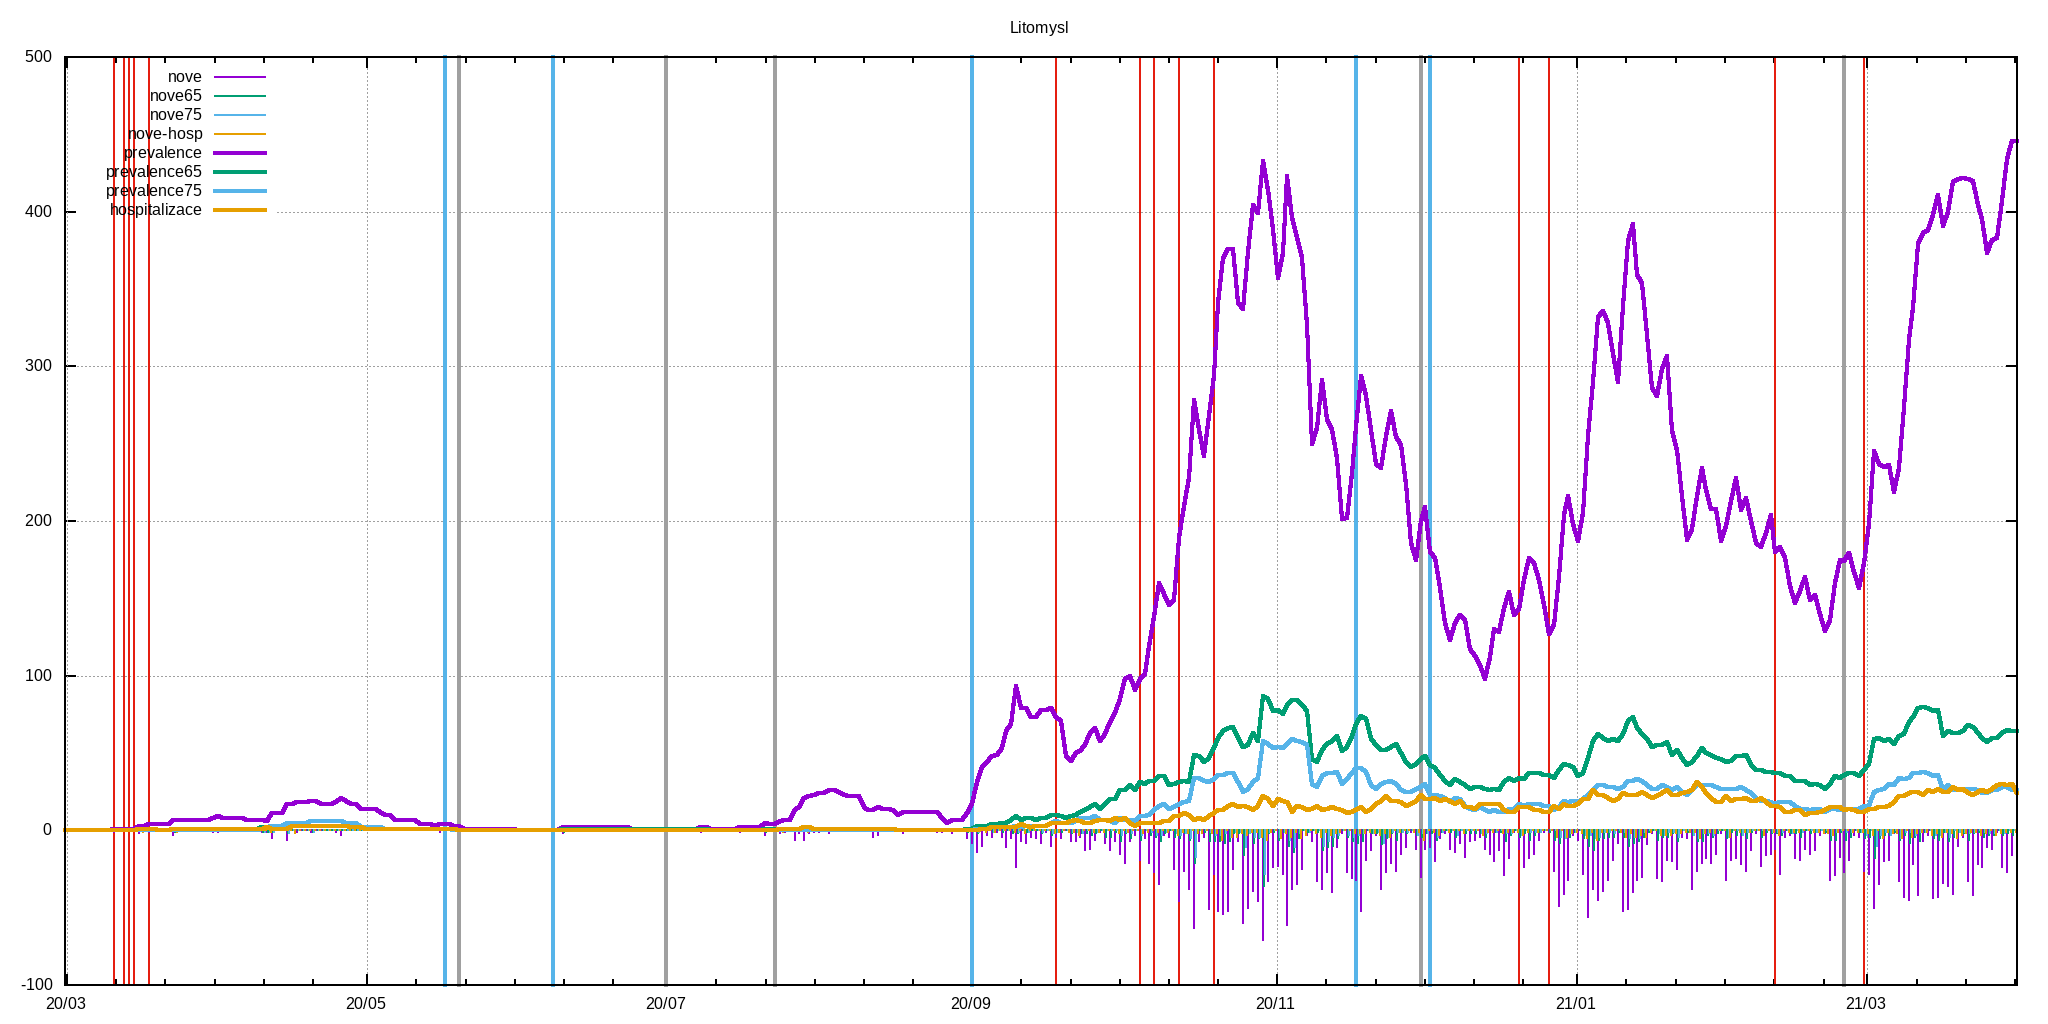 Litomysl
500
400
300
200
100
0
-100
nove
nove65
nove75
nove-hosp
prevalence
prevalence65
prevalence75
hospitalizace
20/03 20/05 20/07 20/09 20/11 21/01 21/03